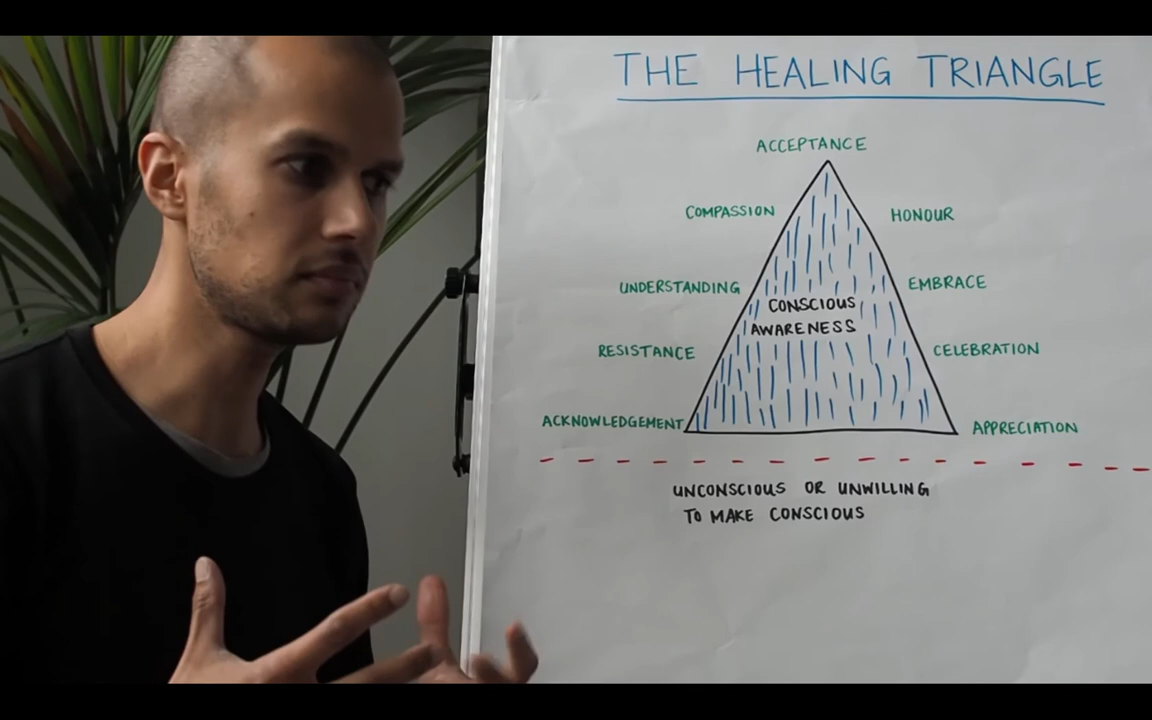 THE HEALING TRIANGLE
ACCEPTANCE
COMPASSION
HONOUR
UNDERSTANDING
EMBRACE
CONSCIOUS
AWARENESS
RESISTANCE
CELEBRATION
ACKNOWLEDGEMENT
APPRECIATION
UNCONSCIOUS OR UNWILLING
TO MAKE CONSCIOUS